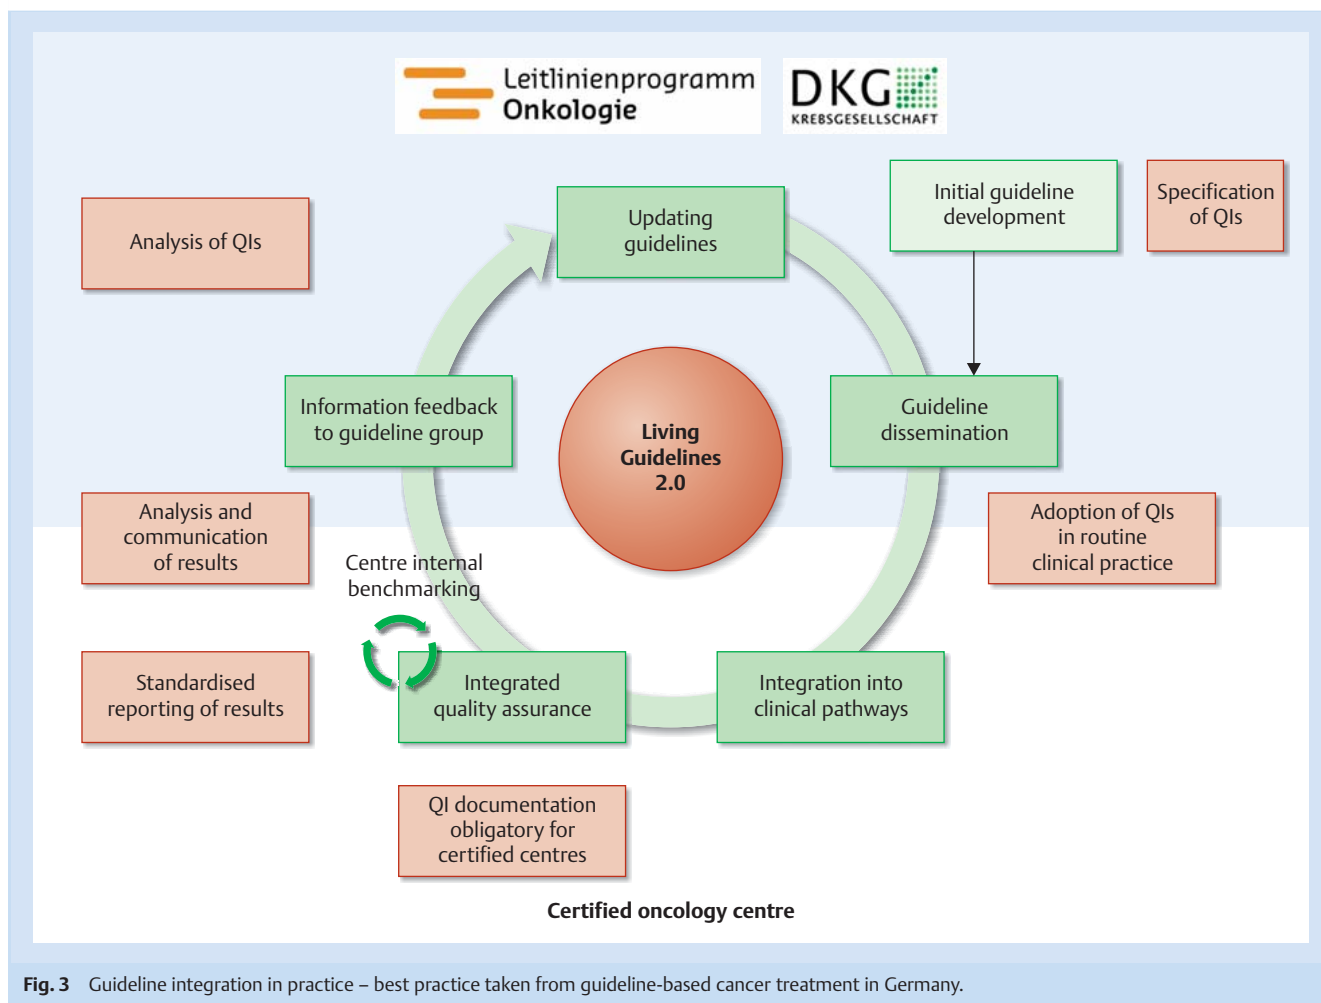 Leitlinienprogramm
Onkologie
DKG
KREBSGESELLSCHAFT
Initial guideline
development
Specification
of QIs
Updating
guidelines
Analysis of QIs
Information feedback
to guideline group
Living
Guidelines
2.0
Guideline
dissemination
Analysis and
communication
of results
Adoption of QIs
in routine
clinical practice
Centre internal
benchmarking
Standardised
reporting of results
Integrated
quality assurance
Integration into
clinical pathways
QI documentation
obligatory for
certified centres
Certified oncology centre
Fig. 3 Guideline integration in practice – best practice taken from guideline-based cancer treatment in Germany.